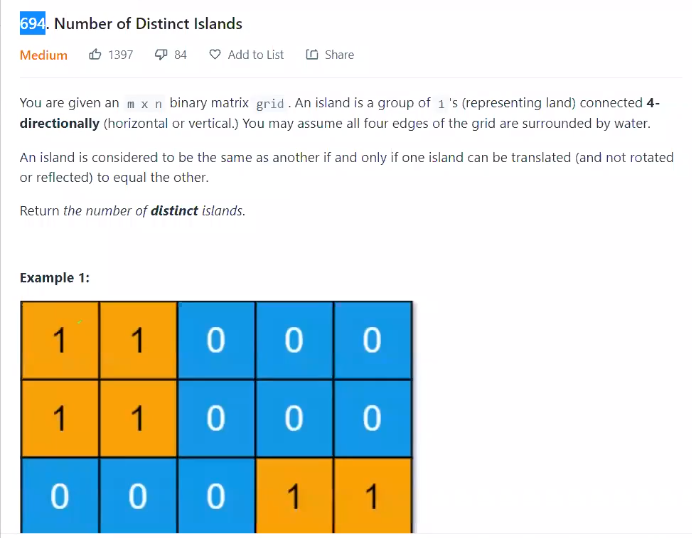 694. Number of Distinct Islands
Medium 1397 84 Add to List Share
You are given an m x n binary matrix grid. An island is a group of 1's (representing land) connected 4-
directionally (horizontal or vertical.) You may assume all four edges of the grid are surrounded by water.
An island is considered to be the same as another if and only if one island can be translated (and not rotated
or reflected) to equal the other.
Return the number of distinct islands.
Example 1:
1 1 0 0 0
1 1 0 0 0
0 0 0 1 1